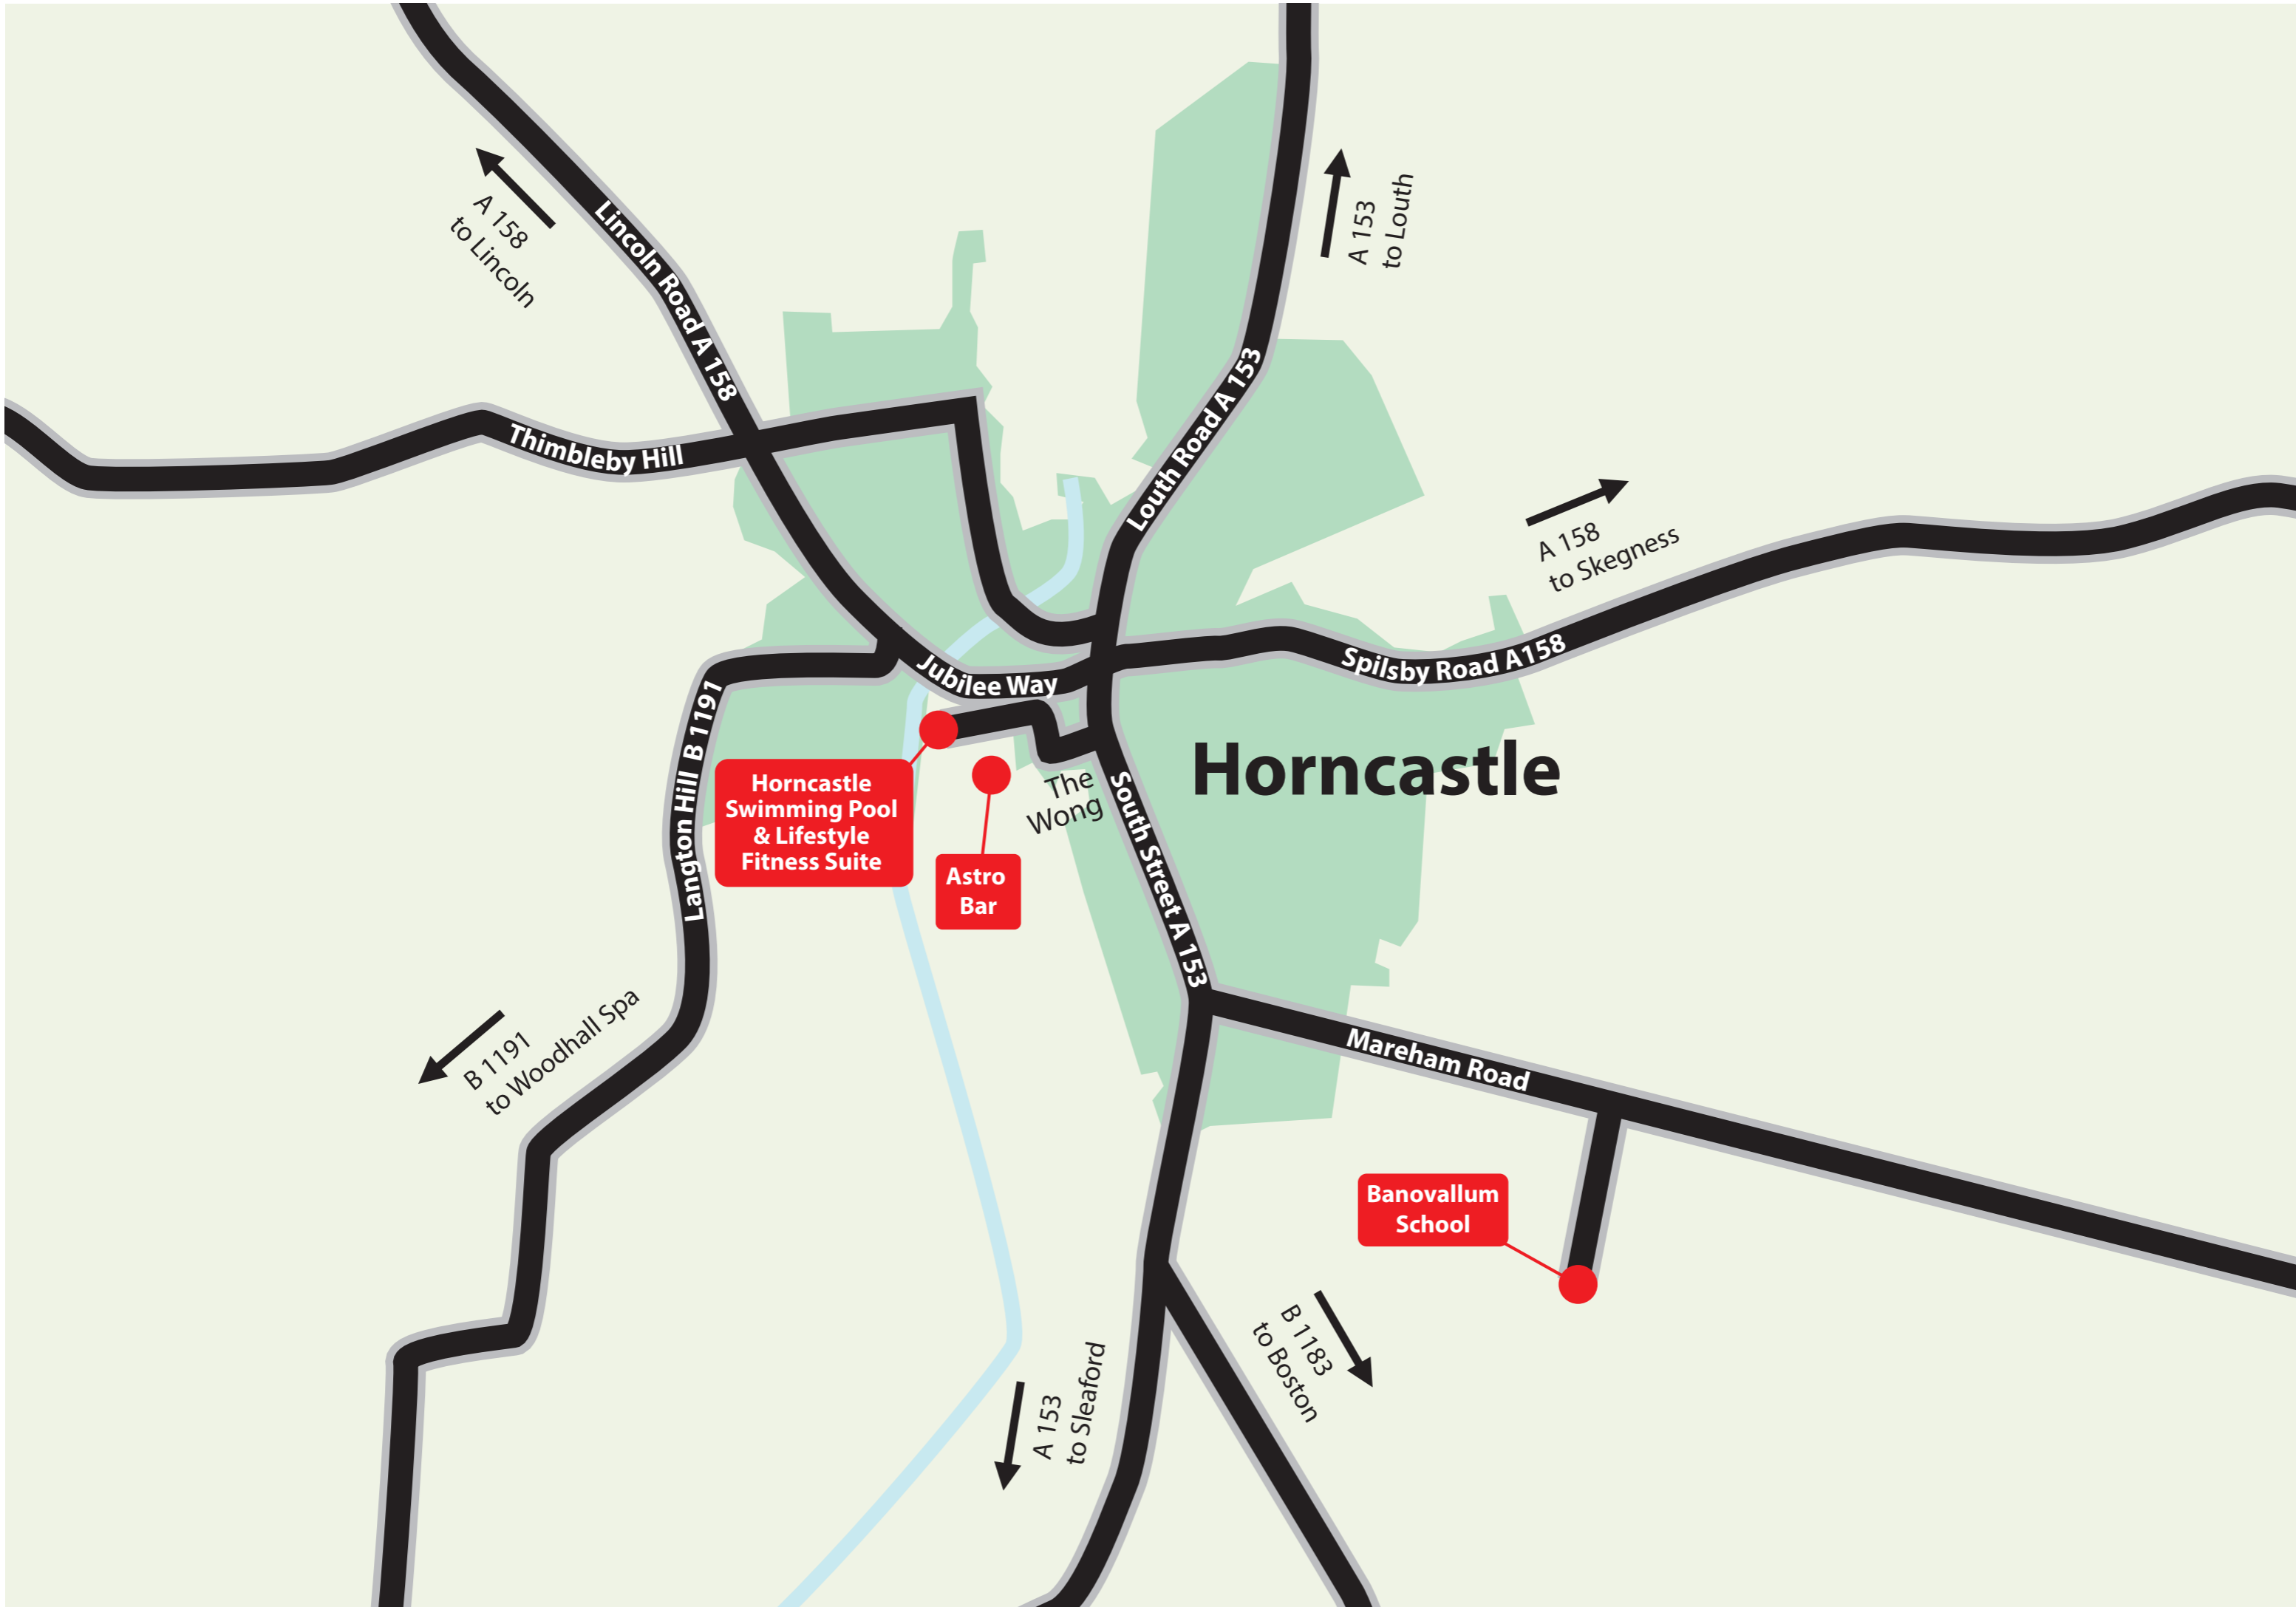 A 158
to Lincoln
Lincoln Road A 158
A 153
to Louth
Louth Road A 153
Thimbleby Hill
A 158
to Skegness
Spilsby Road A158
Jubilee Way
Langton Hill B 1191
Horncastle
Swimming Pool
& Lifestyle
Fitness Suite
Astro
Bar
The
Wong
Horncastle
South Street A 153
B 1191
to Woodhall Spa
Mareham Road
Banovallum
School
B 1183
to Boston
A 153
to Sleaford